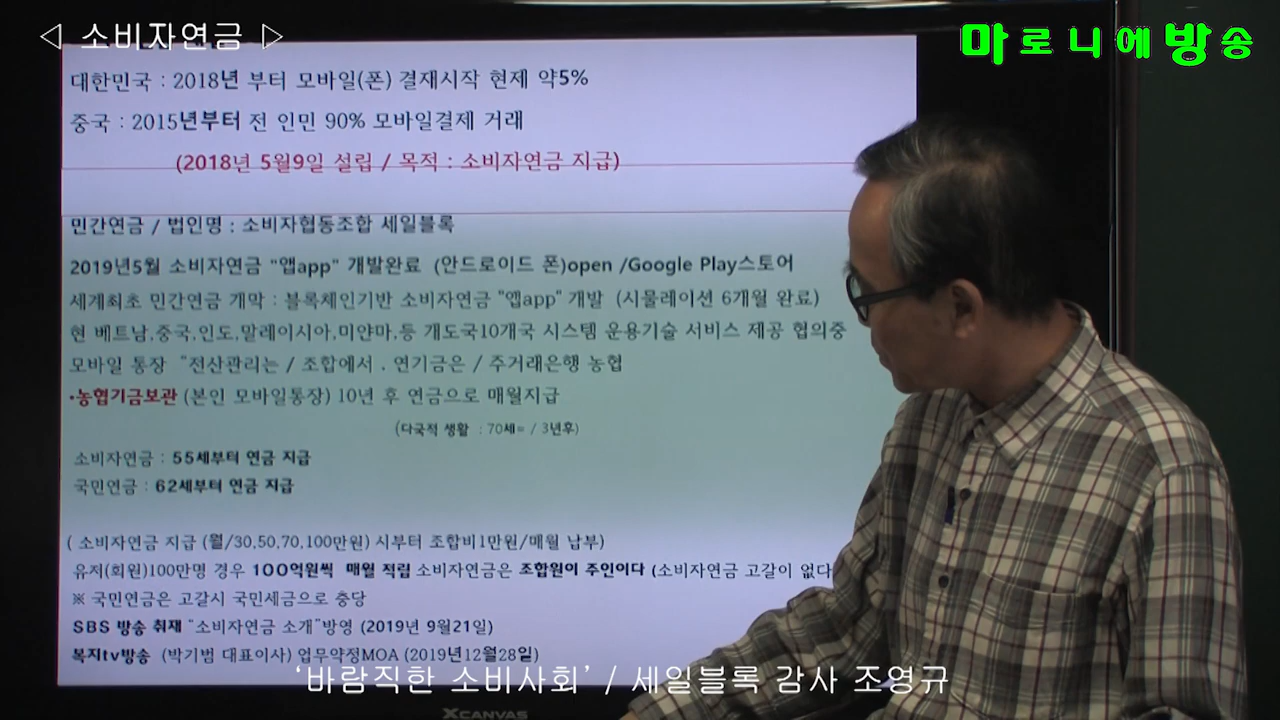 ◁ 소비자연금 ▷
마로니에방송
대한민국 : 2018년 부터 모바일(폰) 결재시작 현제 약5%
중국 : 2015년부터 전 인민 90% 모바일결제 거래
(2018년 5월9일 설립 / 목적 : 소비자연금 지급)
민간연금 / 법인명 : 소비자협동조합 세일블록
2019년5월 소비자연금 "앱app" 개발완료 (안드로이드 폰)open /Google Play스토어
세계최초 민간연금 개막 : 블록체인기반 소비자연금 "앱app" 개발 (시물레이션 6개월 완료)
현 베트남,중국,인도,말레이시아,미얀마,등 개도국10개국 시스템 운용기술 서비스 제공 협의중
모바일 통장 "전산관리는 / 조합에서 . 연기금은 / 주거래은행 농협
•농협기금보관 (본인 모바일통장) 10년 후 연금으로 매월지급
(다국적 생활 : 70세= / 3년후)
소비자연금 : 55세부터 연금 지급
국민연금 : 62세부터 연금 지급
( 소비자연금 지급 (월/30,50,70,100만원) 시부터 조합비1만원/매월 납부)
유저(회원)100만명 경우 100억원씩 매월 적립 소비자연금은 조합원이 주인이다 (소비자연금 고갈이 없다
※ 국민연금은 고갈시 국민세금으로 충당
SBS 방송 취재 "소비자연금 소개"방영 (2019년 9월21일)
복지tv방송 (박기범 대표이사) 업무약정MOA (2019년12월28일)
'바람직한 소비사회' / 세일블록 감사 조영규
XCANVAS